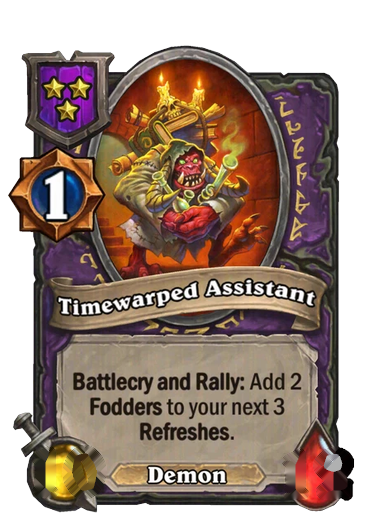 1
Timewarped Assistant
Battlecry and Rally: Add 2
Fodders to your next 3
Refreshes.
Demon